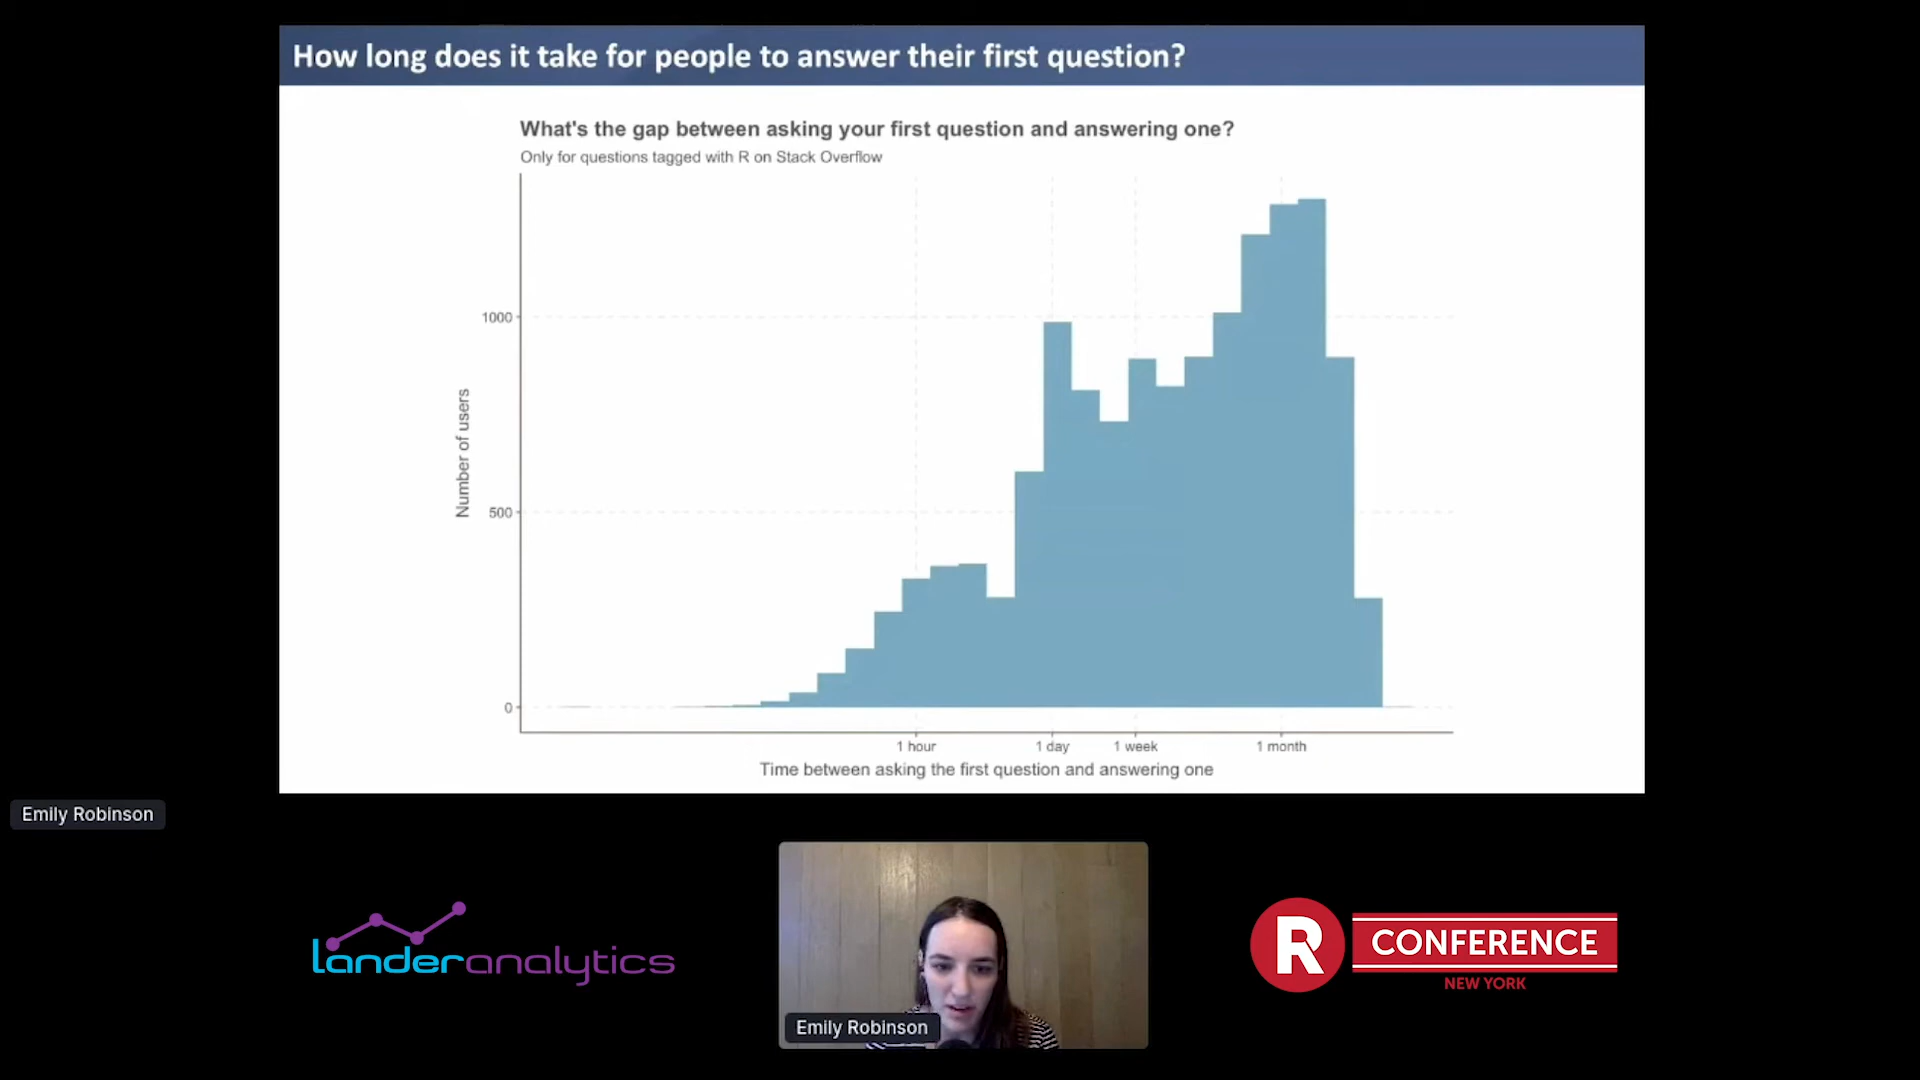 How long does it take for people to answer their first question?
What's the gap between asking your first question and answering one?
Only for questions tagged with R on Stack Overflow
Number of users
1000
500
0
1 hour
1 day
1 week
1 month
Time between asking the first question and answering one
Emily Robinson
landeranalytics
Emily Robinson
R
CONFERENCE
NEW YORK